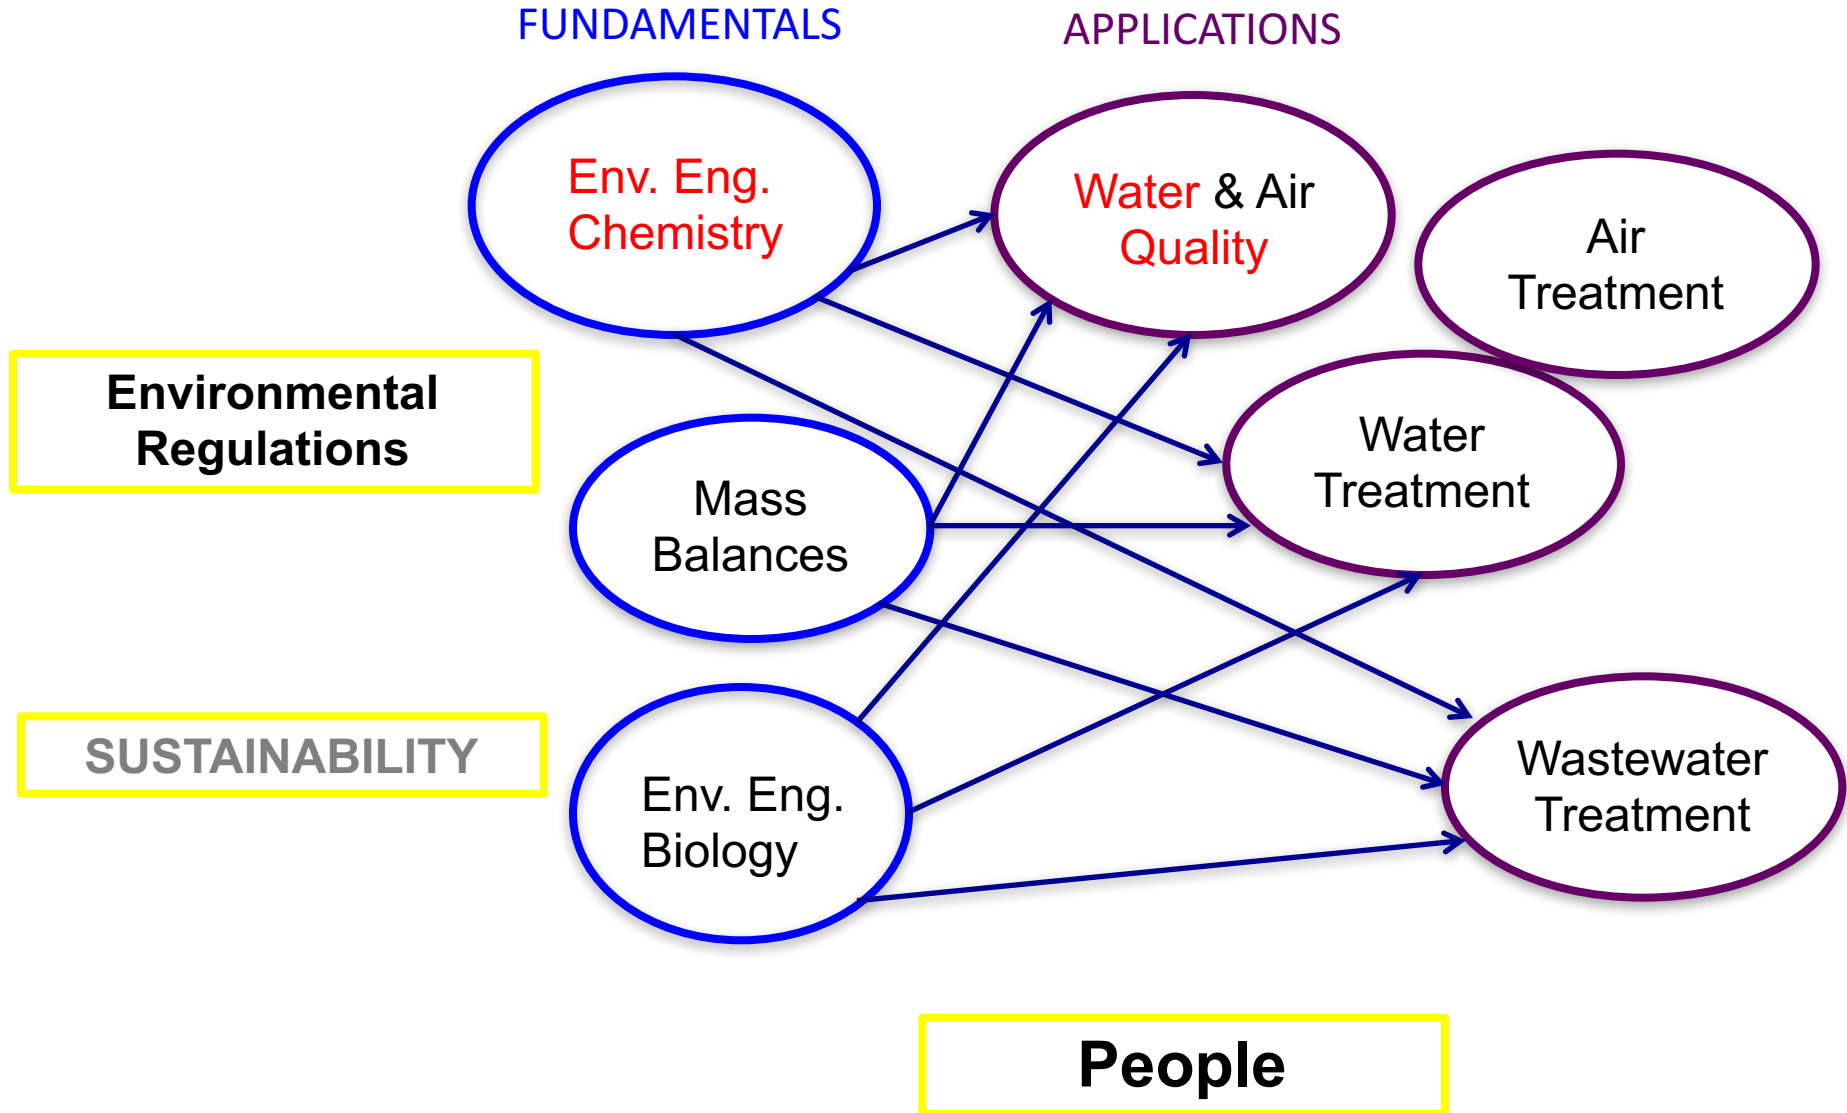 FUNDAMENTALS
APPLICATIONS
Env. Eng.
Chemistry
Water & Air
Quality
Air
Treatment
Environmental
Regulations
Water
Treatment
Mass
Balances
SUSTAINABILITY
Env. Eng.
Biology
Wastewater
Treatment
People